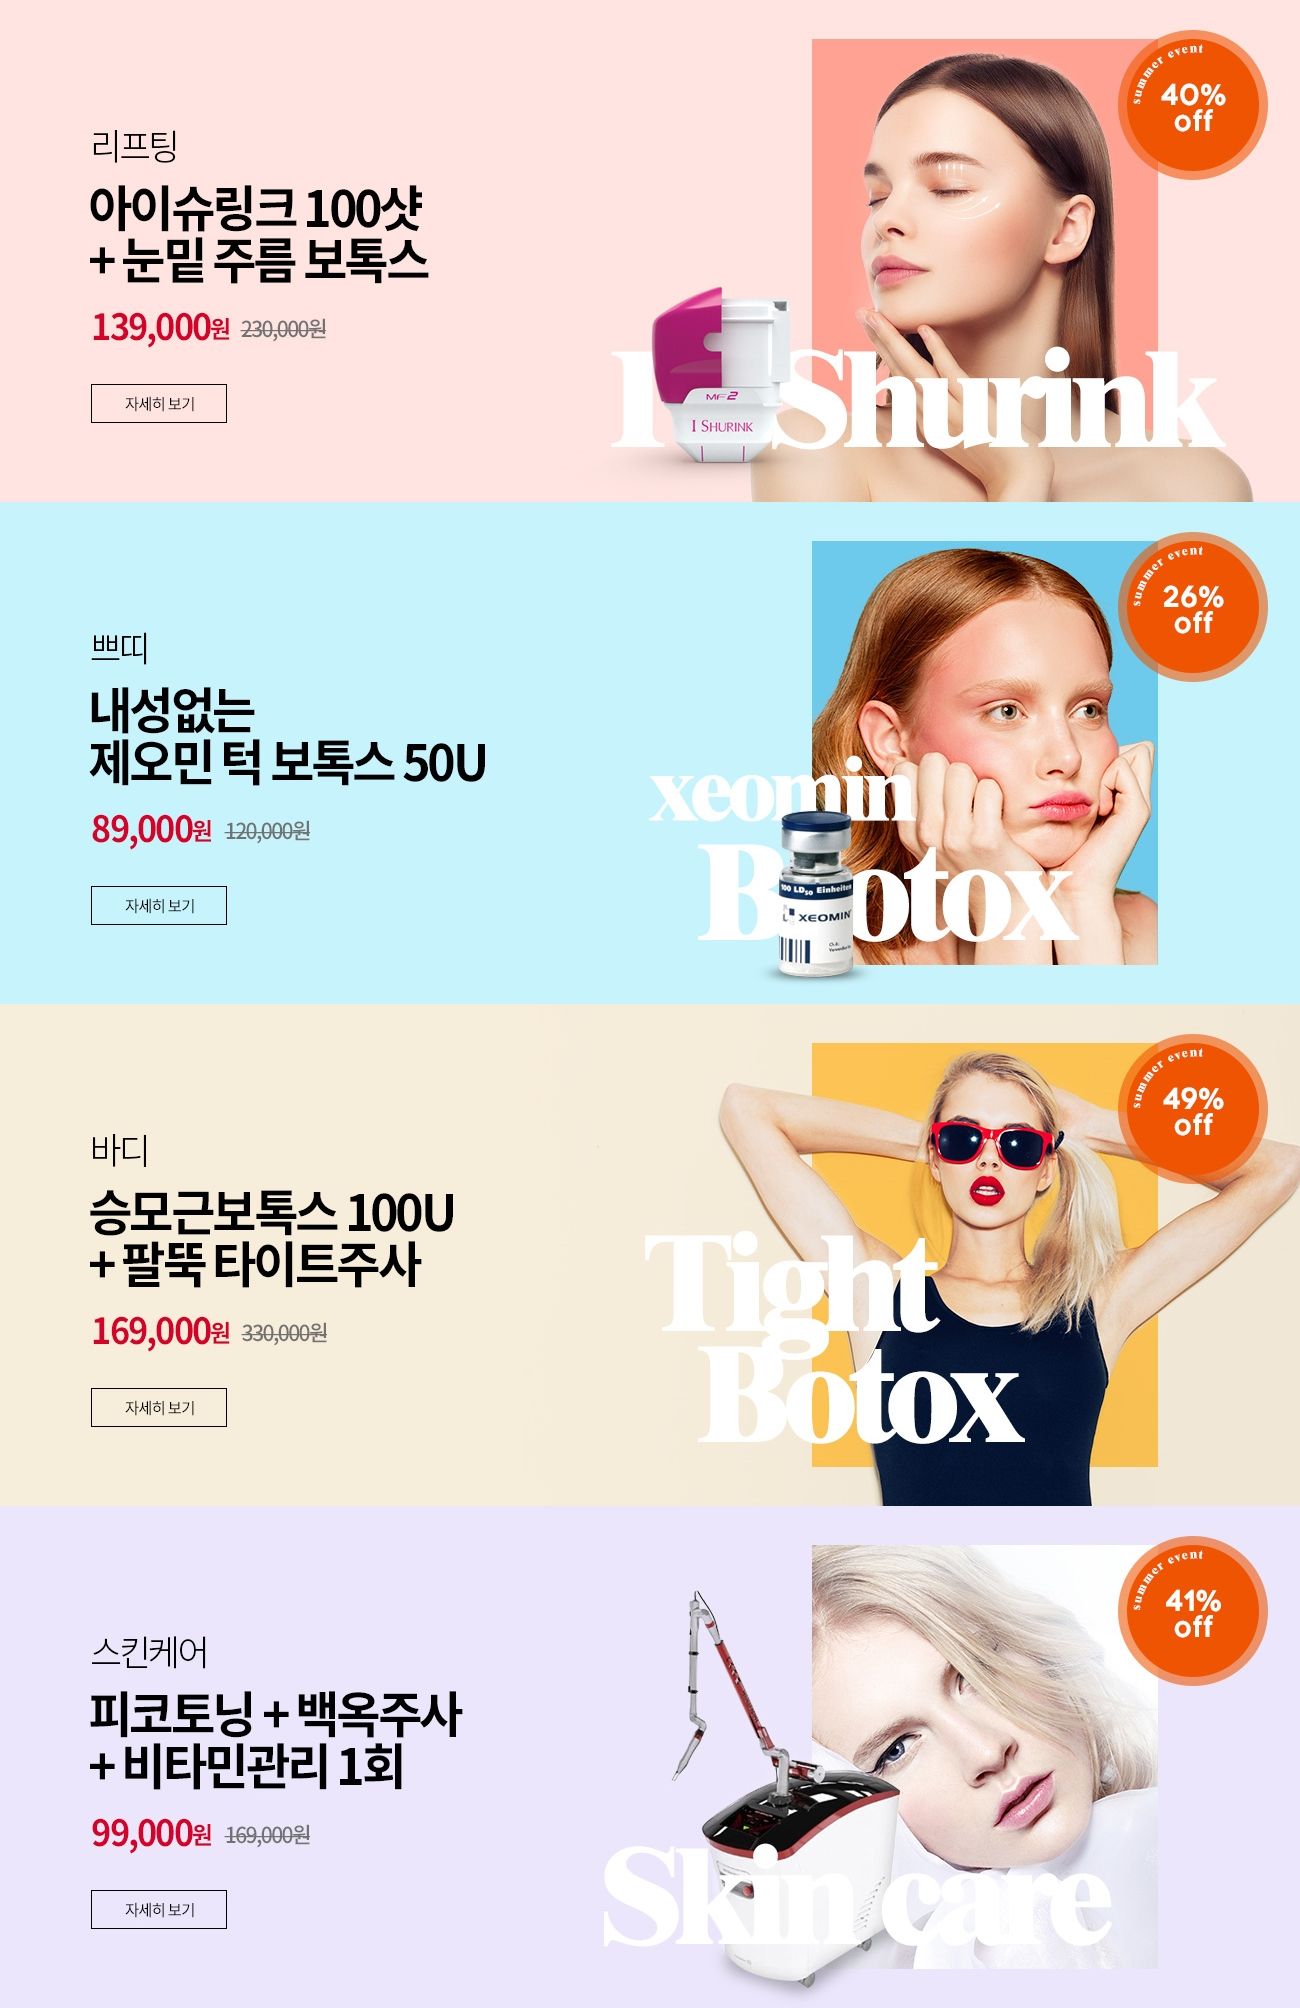 리프팅
아이슈링크 100샷
+ 눈밑 주름 보톡스
139,000원 230,000원
자세히 보기
summer event
40%
off
MF2
I SHURINK
I Shurink
쁘띠
내성없는
제오민 턱 보톡스 50U
89,000원 120,000원
자세히 보기
summer event
26%
off
xeomin
Botox
100 LD50 Einheiten
XEOMIN
바디
승모근보톡스 100U
+ 팔뚝 타이트주사
169,000원 330,000원
자세히 보기
summer event
49%
off
Tight
Botox
스킨케어
피코토닝 + 백옥주사
+ 비타민관리 1회
99,000원 169,000원
자세히 보기
summer event
41%
off
Skin care